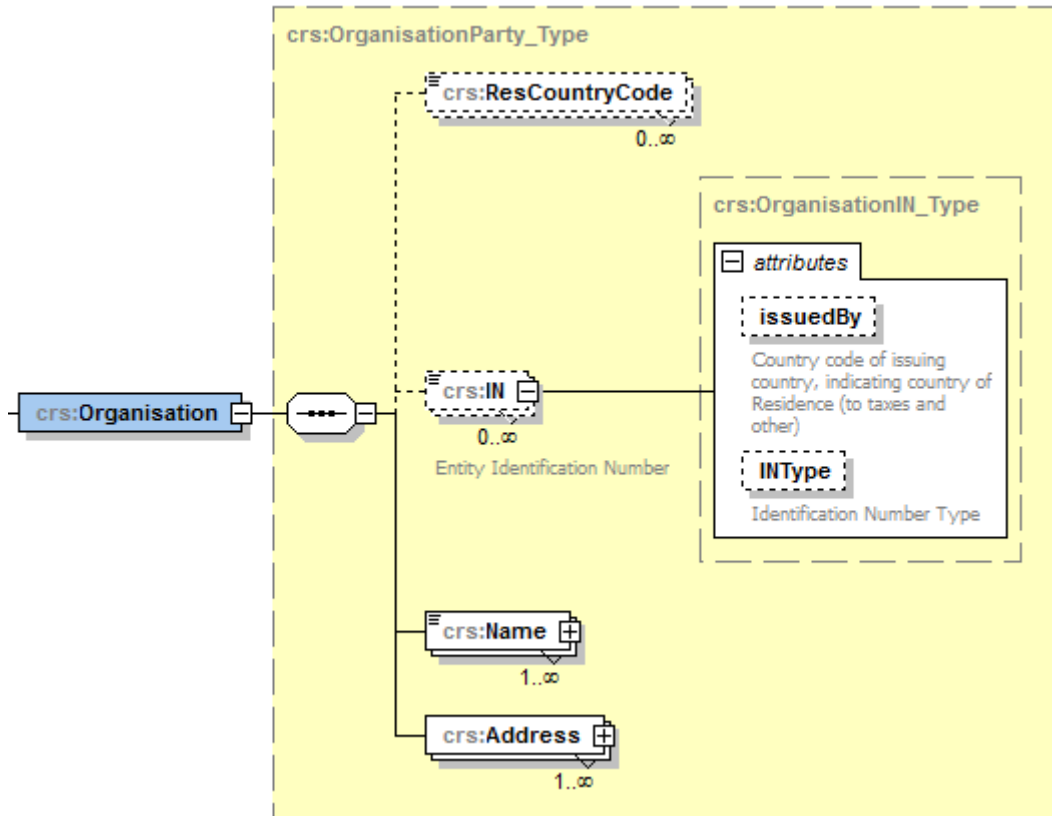 crs:OrganisationParty_Type
crs:ResCountryCode
0..∞
crs:OrganisationIN_Type
attributes
issuedBy
Country code of issuing
country, indicating country of
Residence (to taxes and
other)
crs:IN
0..∞
Entity Identification Number
INType
Identification Number Type
crs:Organisation
crs:Name
1..∞
crs:Address
1..∞